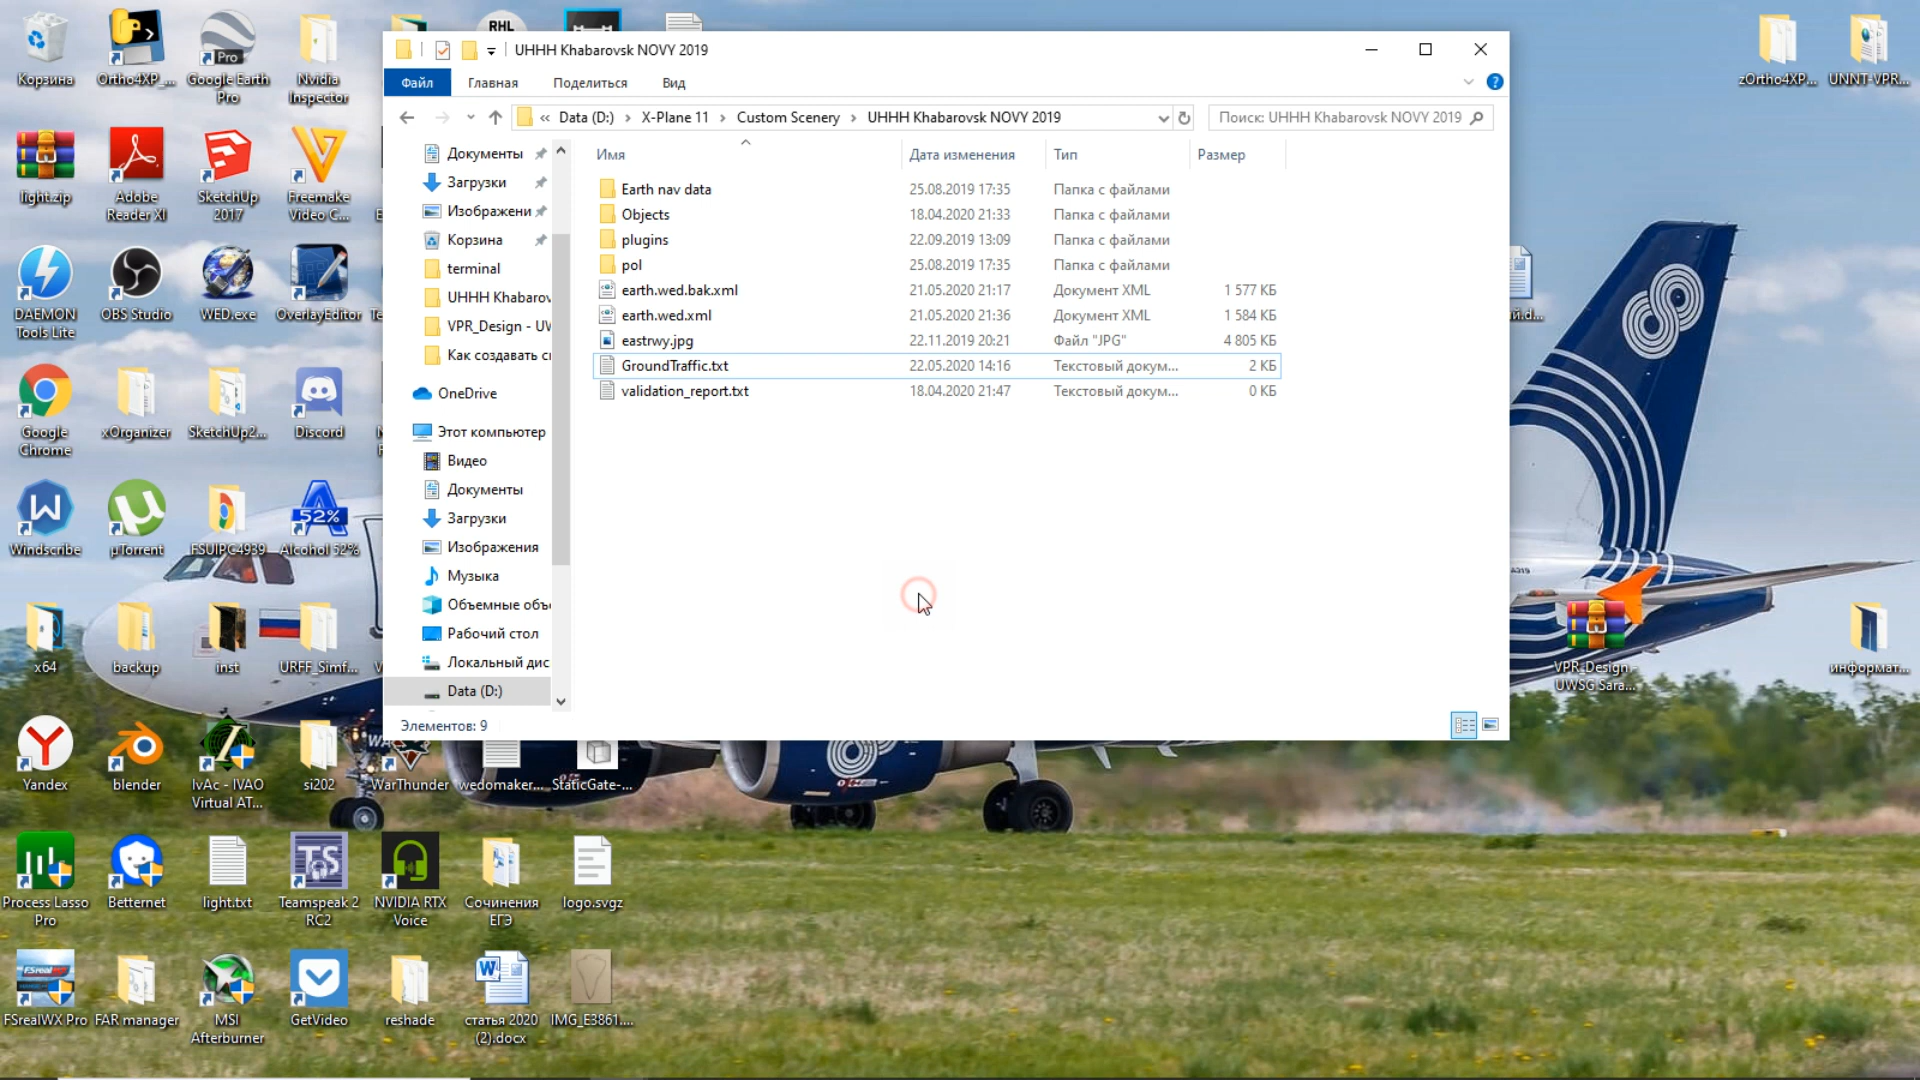 UHHH Khabarovsk NOVY 2019
Файл Главная Поделиться Вид
« Data (D:) › X-Plane 11 › Custom Scenery › UHHH Khabarovsk NOVY 2019
Поиск: UHHH Khabarovsk NOVY 2019
Имя Дата изменения Тип Размер
Earth nav data 25.08.2019 17:35 Папка с файлами
Objects 18.04.2020 21:33 Папка с файлами
plugins 22.09.2019 13:09 Папка с файлами
pol 25.08.2019 17:35 Папка с файлами
earth.wed.bak.xml 21.05.2020 21:17 Документ XML 1 577 КБ
earth.wed.xml 21.05.2020 21:36 Документ XML 1 584 КБ
eastrwy.jpg 22.11.2019 20:21 Файл "JPG" 4 805 КБ
GroundTraffic.txt 22.05.2020 14:16 Текстовый докум... 2 КБ
validation_report.txt 18.04.2020 21:47 Текстовый докум... 0 КБ
Документы
Загрузки
Изображени
Корзина
terminal
UHHH Khabarov
VPR_Design - UW
Как создавать с
OneDrive
Этот компьютер
Видео
Документы
Загрузки
Изображения
Музыка
Объемные объ
Рабочий стол
Локальный дис
Data (D:)
Элементов: 9
Корзина
Ortho4XP_...
Pro
Google Earth
Pro
Nvidia
Inspector
RHL
zOrtho4XP...
UNNT-VPR...
light.zip
Adobe
Reader XI
SketchUp
2017
Freemake
Video C...
DAEMON
Tools Lite
OBS Studio
WED.exe
OverlayEditor
Google
Chrome
xOrganizer
SketchUp2...
Discord
Windscribe
µTorrent
FSUIPC4939
52%
Alcohol 52%
x64
backup
inst
URFF_Simf...
A319
VPR_Design -
UWSG Sara...
информат...
Yandex
blender
IvAc - IVAO
Virtual AT...
si202
WarThunder
wedomaker...
StaticGate-...
Process Lasso
Pro
Betternet
light.txt
TS
Teamspeak 2
RC2
NVIDIA RTX
Voice
Сочинения
ЕГЭ
logo.svgz
FSrealWX Pro
FAR manager
MSI
Afterburner
GetVideo
reshade
статья 2020
(2).docx
IMG_E3861....